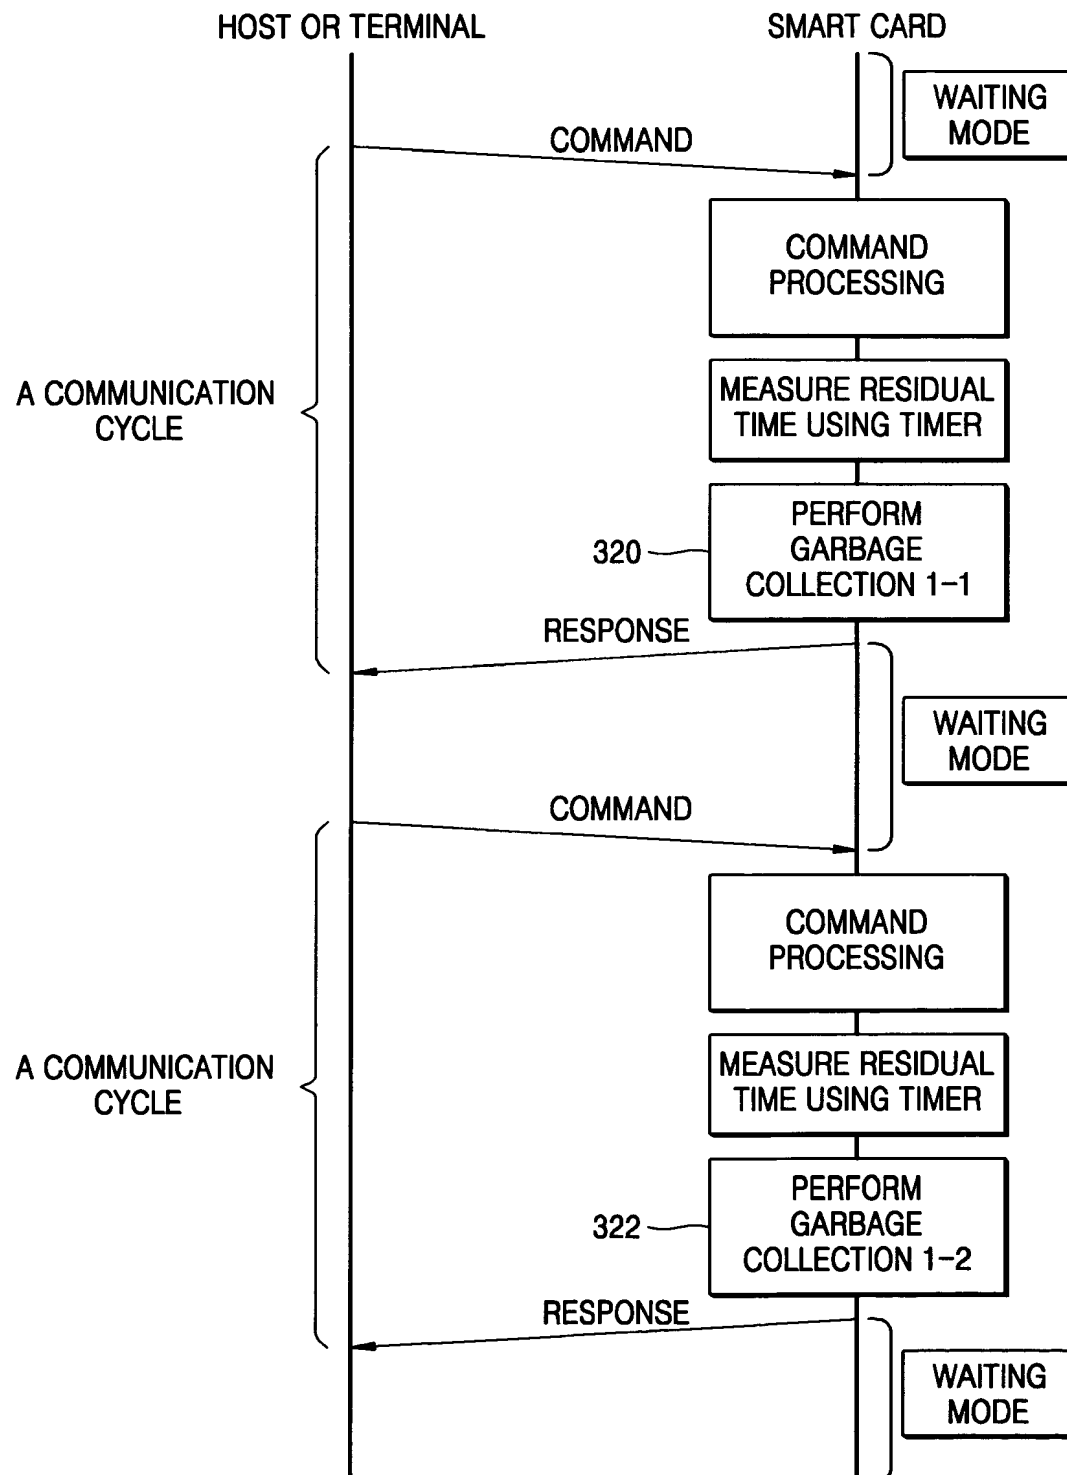 HOST OR TERMINAL
SMART CARD
WAITING
MODE
COMMAND
COMMAND
PROCESSING
A COMMUNICATION
CYCLE
MEASURE RESIDUAL
TIME USING TIMER
320
PERFORM
GARBAGE
COLLECTION 1-1
RESPONSE
WAITING
MODE
COMMAND
COMMAND
PROCESSING
A COMMUNICATION
CYCLE
MEASURE RESIDUAL
TIME USING TIMER
322
PERFORM
GARBAGE
COLLECTION 1-2
RESPONSE
WAITING
MODE